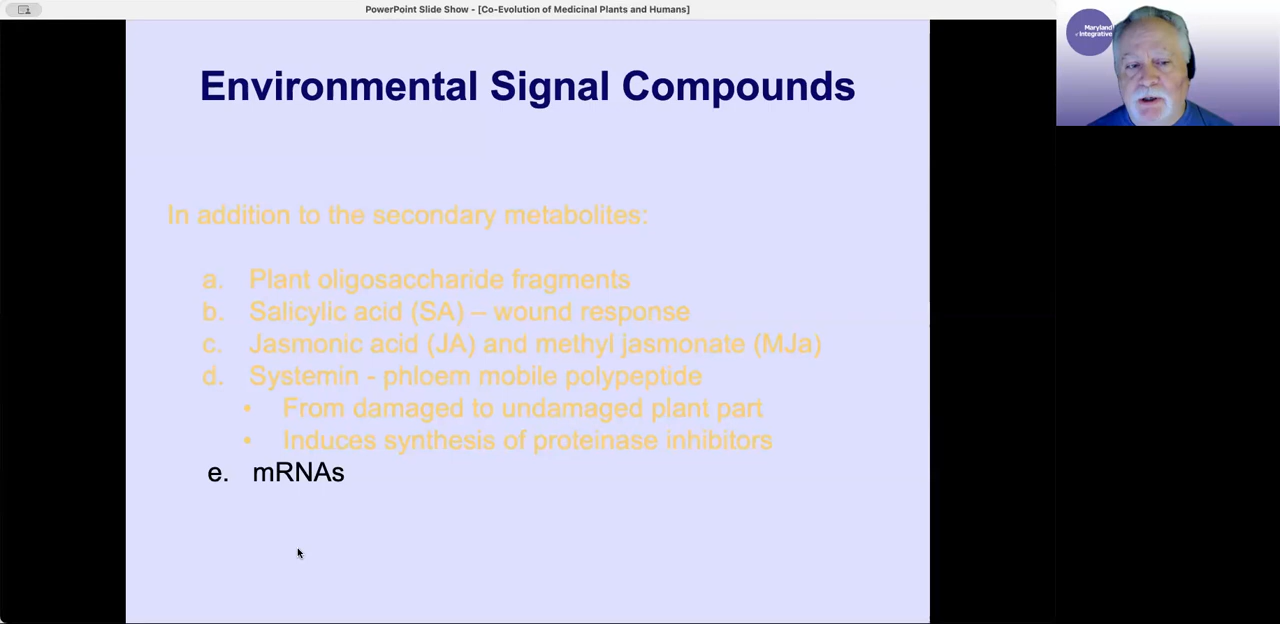 PowerPoint Slide Show - [Co-Evolution of Medicinal Plants and Humans]
Maryland
Integrative
Environmental Signal Compounds
In addition to the secondary metabolites:
a. Plant oligosaccharide fragments
b. Salicylic acid (SA) – wound response
c. Jasmonic acid (JA) and methyl jasmonate (MJa)
d. Systemin - phloem mobile polypeptide
• From damaged to undamaged plant part
• Induces synthesis of proteinase inhibitors
e. mRNAs